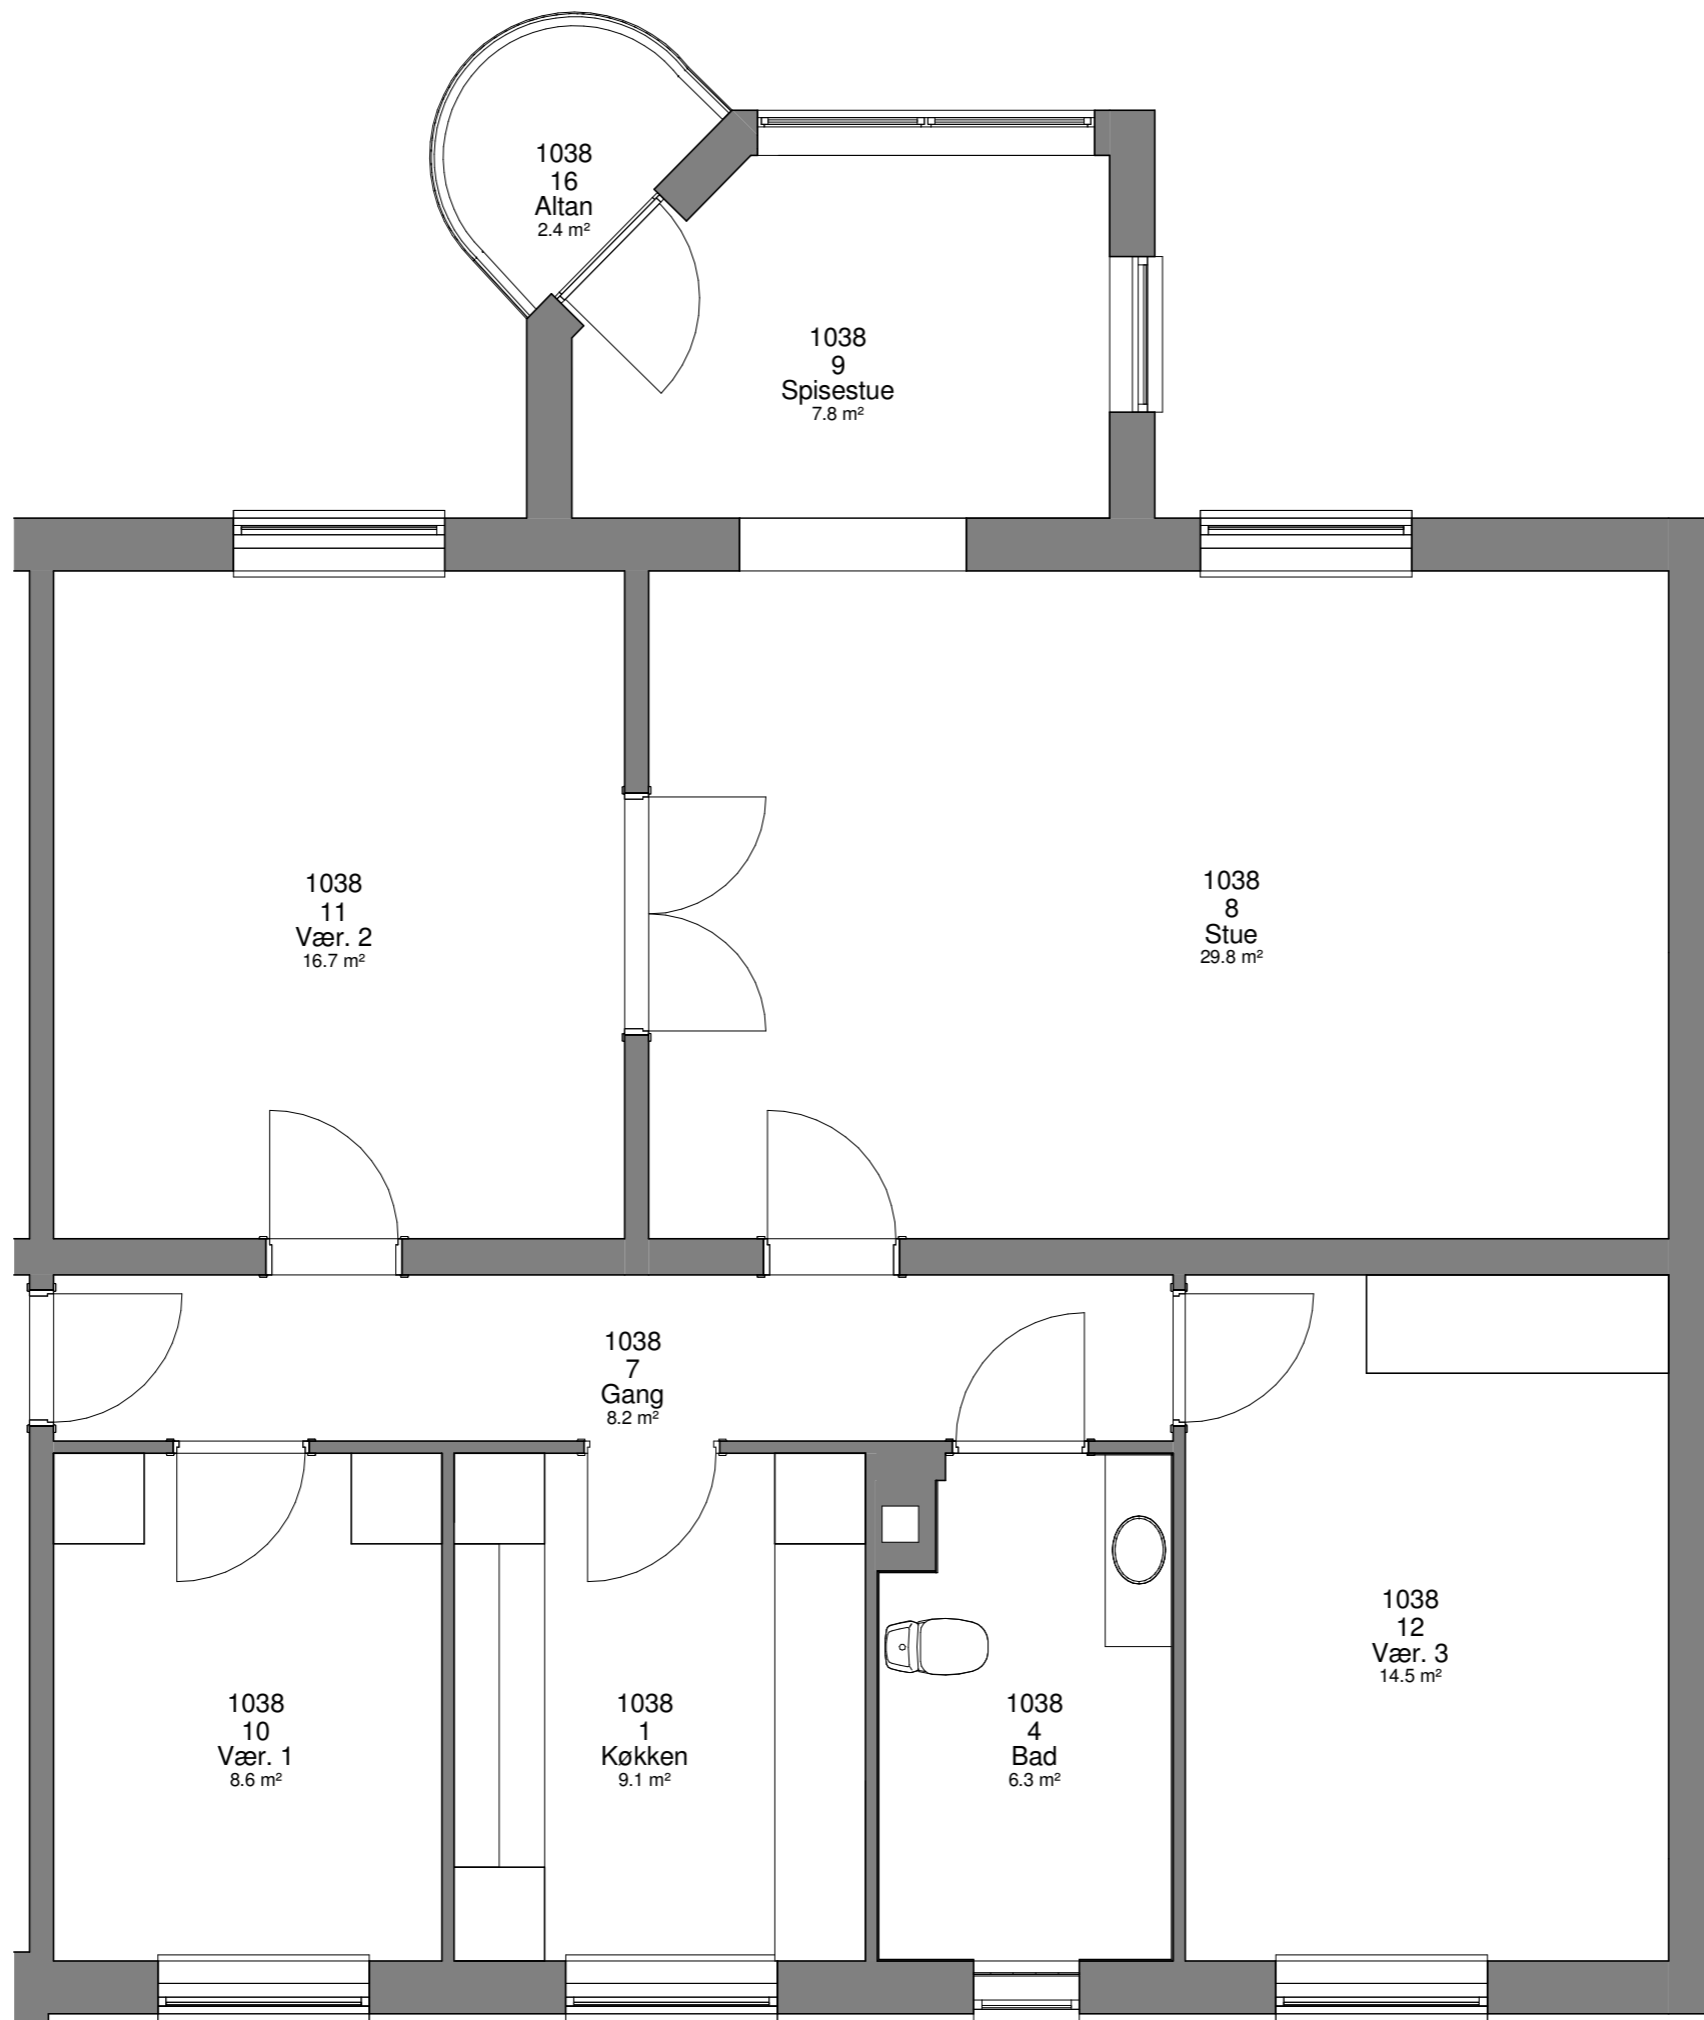 1038
16
Altan
2.4 m²
1038
9
Spisestue
7.8 m²
1038
11
Vær. 2
16.7 m²
1038
8
Stue
29.8 m²
1038
7
Gang
8.2 m²
1038
10
Vær. 1
8.6 m²
1038
1
Køkken
9.1 m²
1038
4
Bad
6.3 m²
1038
12
Vær. 3
14.5 m²